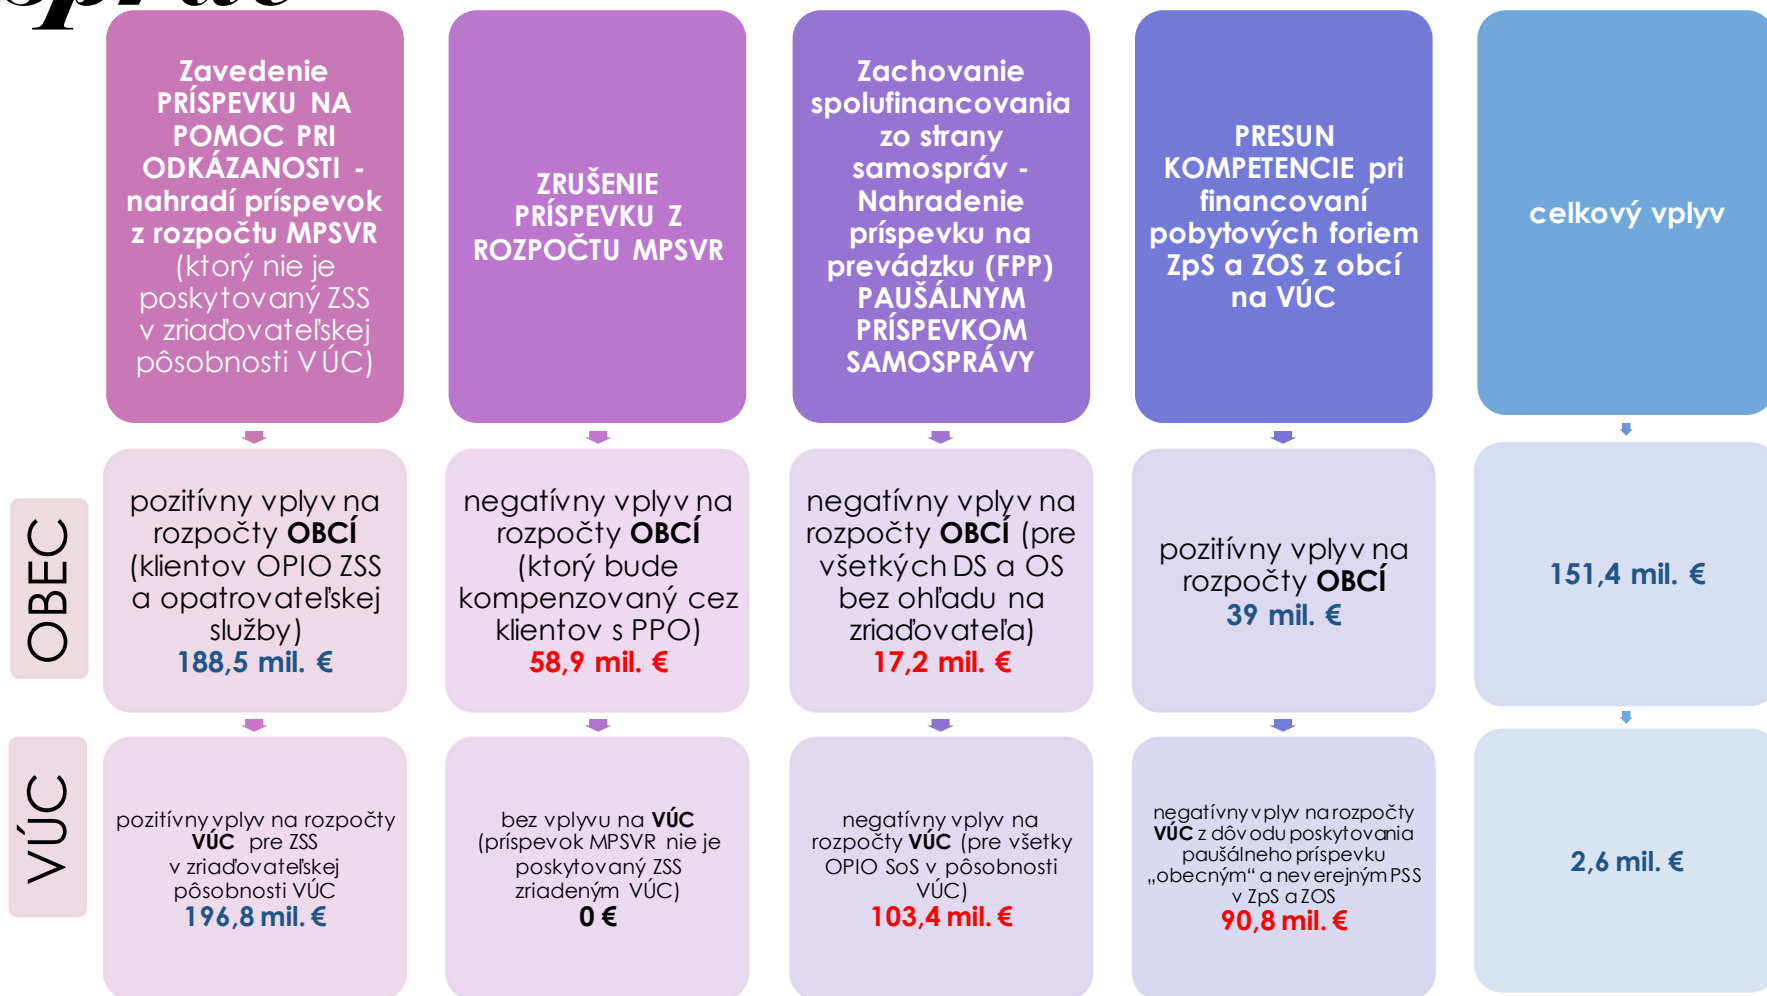 Zavedenie
PRÍSPEVKU NA
POMOC PRI
ODKÁZANOSTI -
nahradí príspevok
z rozpočtu MPSVR
(ktorý nie je
poskytovaný ZSS
v zriaďovateľskej
pôsobnosti VÚC)
ZRUŠENIE
PRÍSPEVKU Z
ROZPOČTU MPSVR
Zachovanie
spolufinancovania
zo strany
samospráv -
Nahradenie
príspevku na
prevádzku (FPP)
PAUŠÁLNYM
PRÍSPEVKOM
SAMOSPRÁVY
PRESUN
KOMPETENCIE pri
financovaní
pobytových foriem
ZpS a ZOS z obcí
na VÚC
celkový vplyv
OBEC
pozitívny vplyv na
rozpočty OBCÍ
(klientov OPIO ZSS
a opatrovateľskej
služby)
188,5 mil. €
negatívny vplyv na
rozpočty OBCÍ
(ktorý bude
kompenzovaný cez
klientov s PPO)
58,9 mil. €
negatívny vplyv na
rozpočty OBCÍ (pre
všetkých DS a OS
bez ohľadu na
zriaďovateľa)
17,2 mil. €
pozitívny vplyv na
rozpočty OBCÍ
39 mil. €
151,4 mil. €
VÚC
pozitívny vplyv na rozpočty
VÚC pre ZSS
v zriaďovateľskej
pôsobnosti VÚC
196,8 mil. €
bez vplyvu na VÚC
(príspevok MPSVR nie je
poskytovaný ZSS
zriadeným VÚC)
0 €
negatívny vplyv na
rozpočty VÚC (pre všetky
OPIO SoS v pôsobnosti
VÚC)
103,4 mil. €
negatívny vplyv na rozpočty
VÚC z dôvodu poskytovania
paušálneho príspevku
„obecným“ a neverejným PSS
v ZpS a ZOS
90,8 mil. €
2,6 mil. €